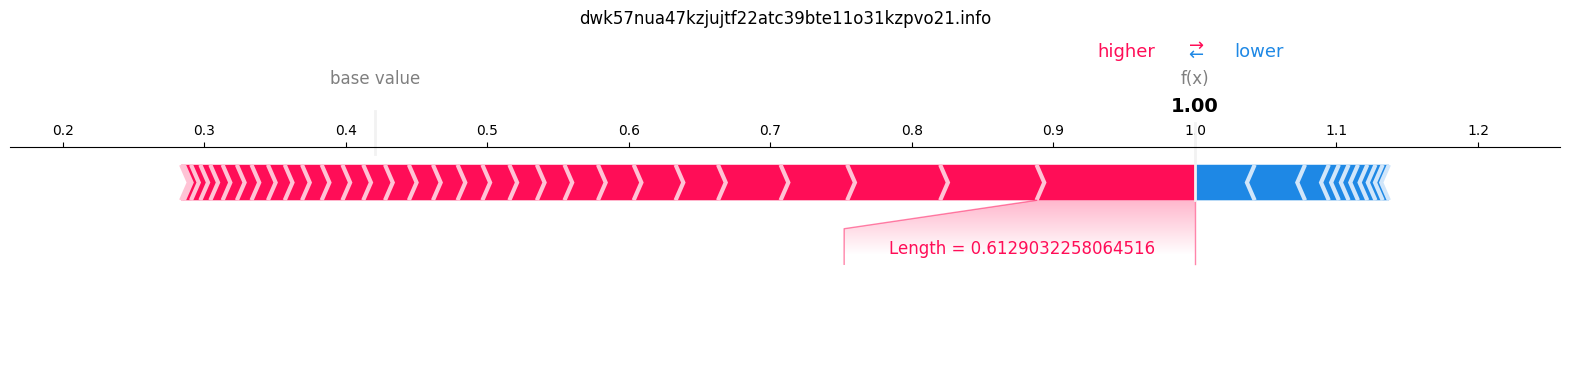 dwk57nua47kzjujtf22atc39bte11o31kzpvo21.info
higher ⇄ lower
base value f(x)
1.00
0.2 0.3 0.4 0.5 0.6 0.7 0.8 0.9 1.0 1.1 1.2
Length = 0.6129032258064516